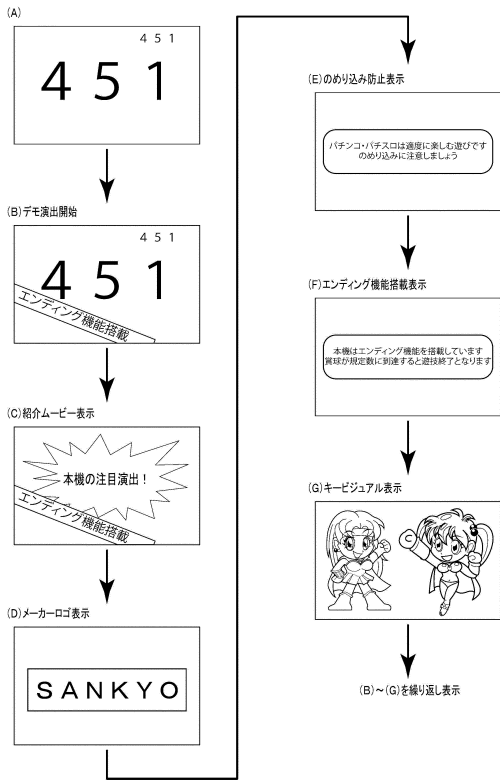 (A)
4 5 1
4 5 1
(B)デモ演出開始
4 5 1
4 5 1
エンディング機能搭載
(C)紹介ムービー表示
本機の注目演出！
エンディング機能搭載
(D)メーカーロゴ表示
SANKYO
(E)のめり込み防止表示
パチンコ・パチスロは適度に楽しむ遊びです
のめり込みに注意しましょう
(F)エンディング機能搭載表示
本機はエンディング機能を搭載しています
賞球が規定数に到達すると遊技終了となります
(G)キービジュアル表示
(B)～(G)を繰り返し表示